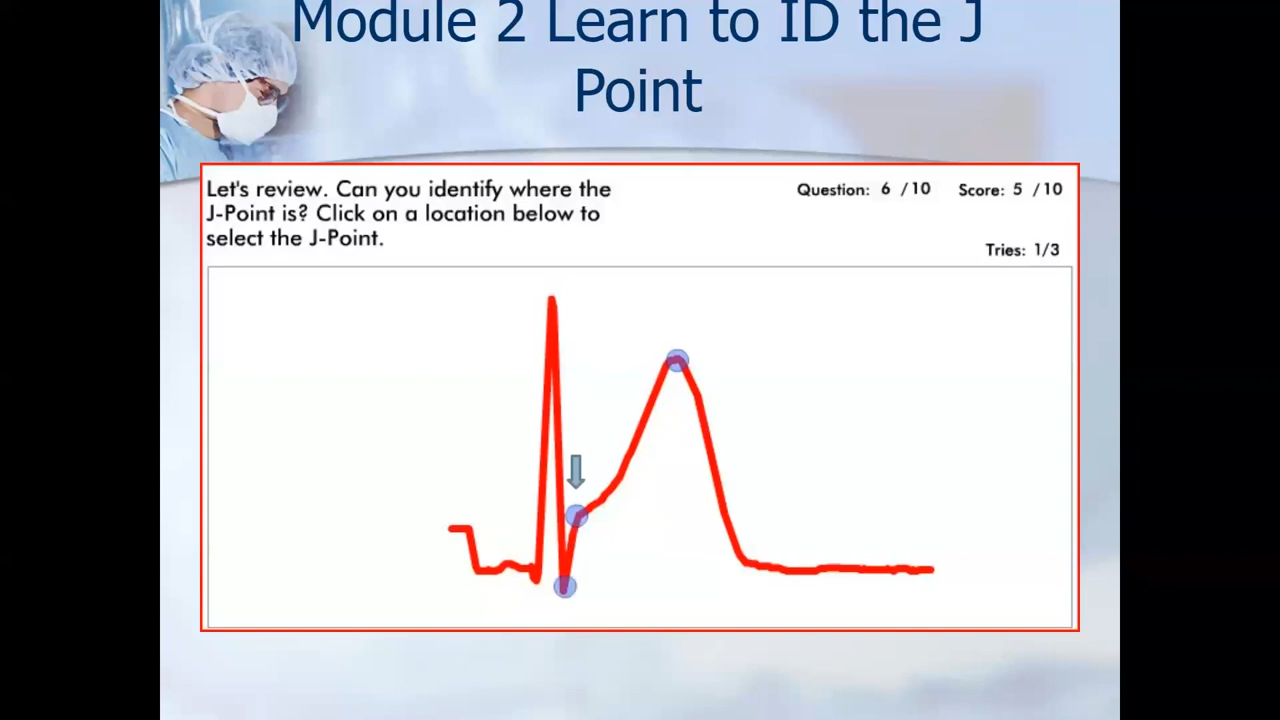 Module 2 Learn to ID the J
Point
Let's review. Can you identify where the
J-Point is? Click on a location below to
select the J-Point.
Question: 6 /10 Score: 5 /10
Tries: 1/3